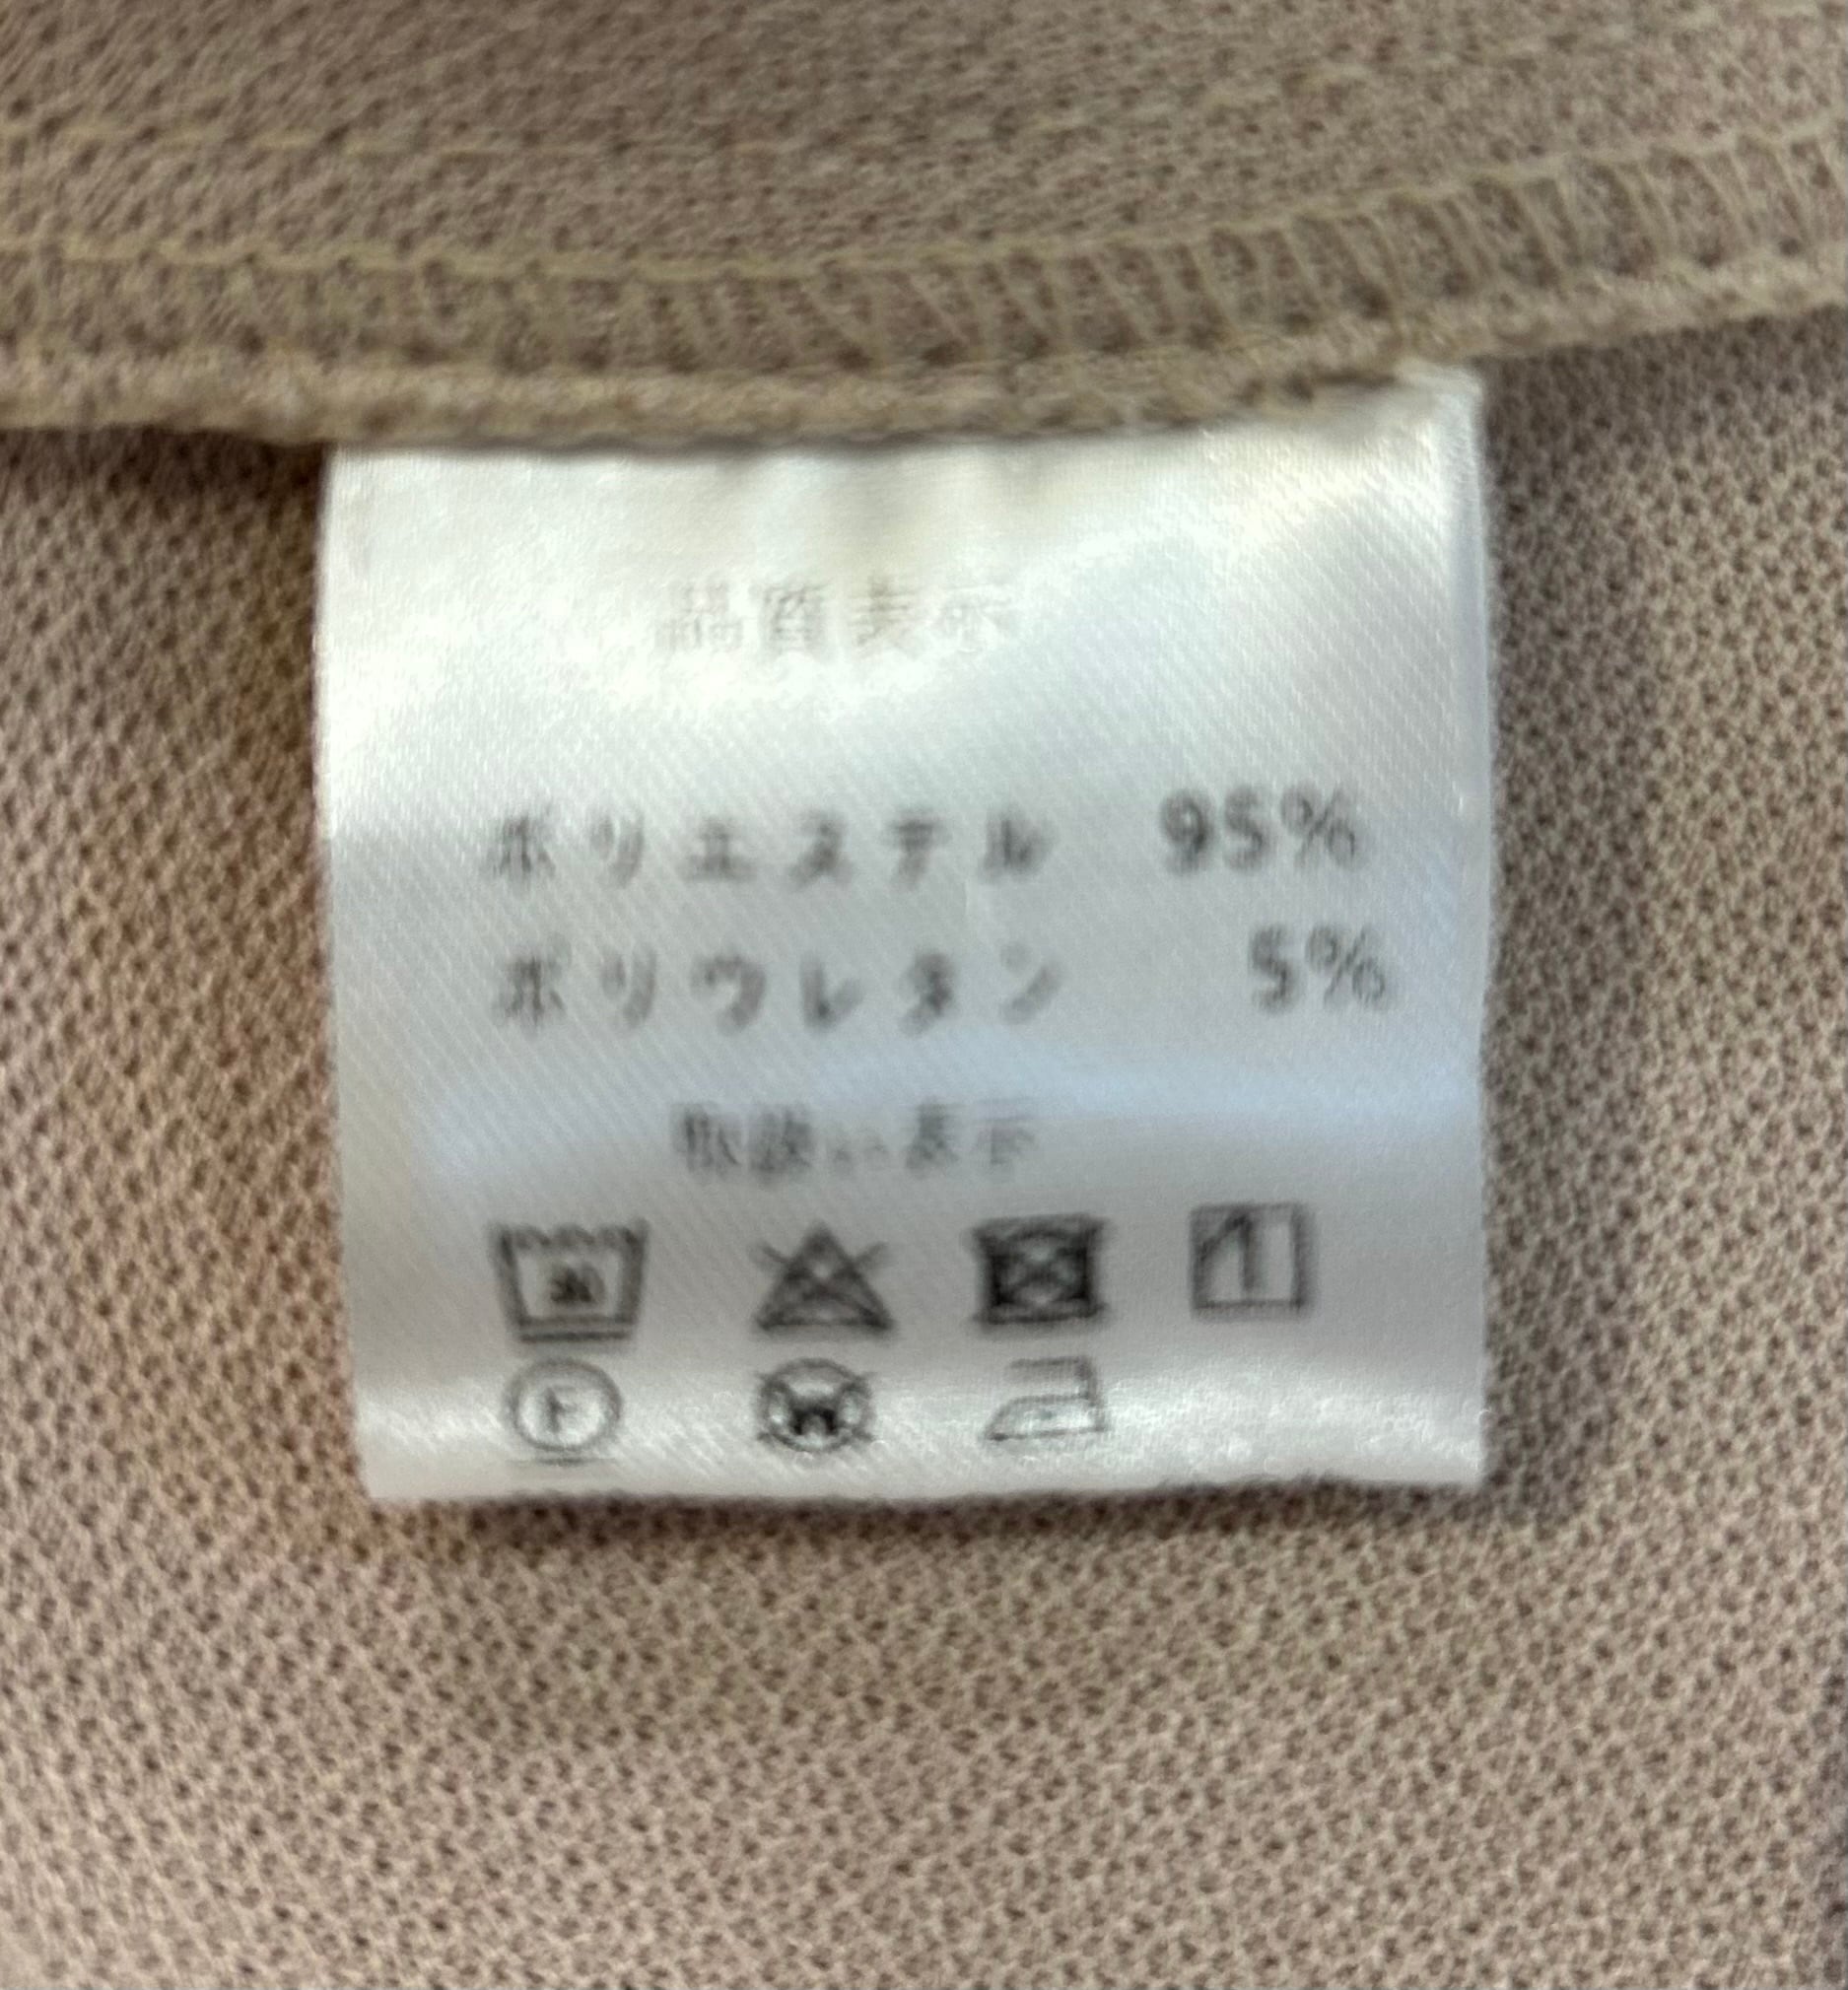 品質表示
ポリエステル 95%
ポリウレタン 5%
取扱い表示
F
W